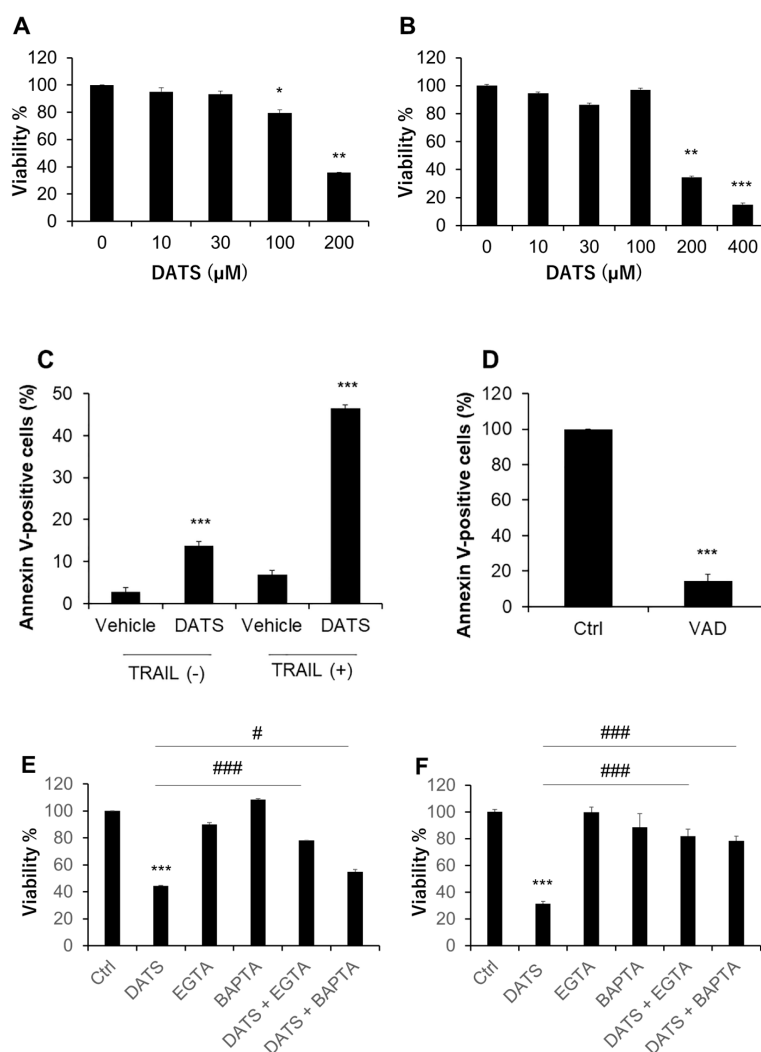 A
120
100
80
60
40
20
0
Viability %
*
**
0 10 30 100 200
DATS (µM)
B
120
100
80
60
40
20
0
Viability %
**
***
0 10 30 100 200 400
DATS (µM)
C
50
40
30
20
10
0
Annexin V-positive cells (%)
***
***
Vehicle DATS Vehicle DATS
TRAIL (-) TRAIL (+)
D
120
100
80
60
40
20
0
Annexin V-positive cells (%)
***
Ctrl VAD
E
#
###
120
100
80
60
40
20
0
Viability %
***
Ctrl
DATS
EGTA
BAPTA
DATS + EGTA
DATS + BAPTA
F
###
###
120
100
80
60
40
20
0
Viability %
***
Ctrl
DATS
EGTA
BAPTA
DATS + EGTA
DATS + BAPTA